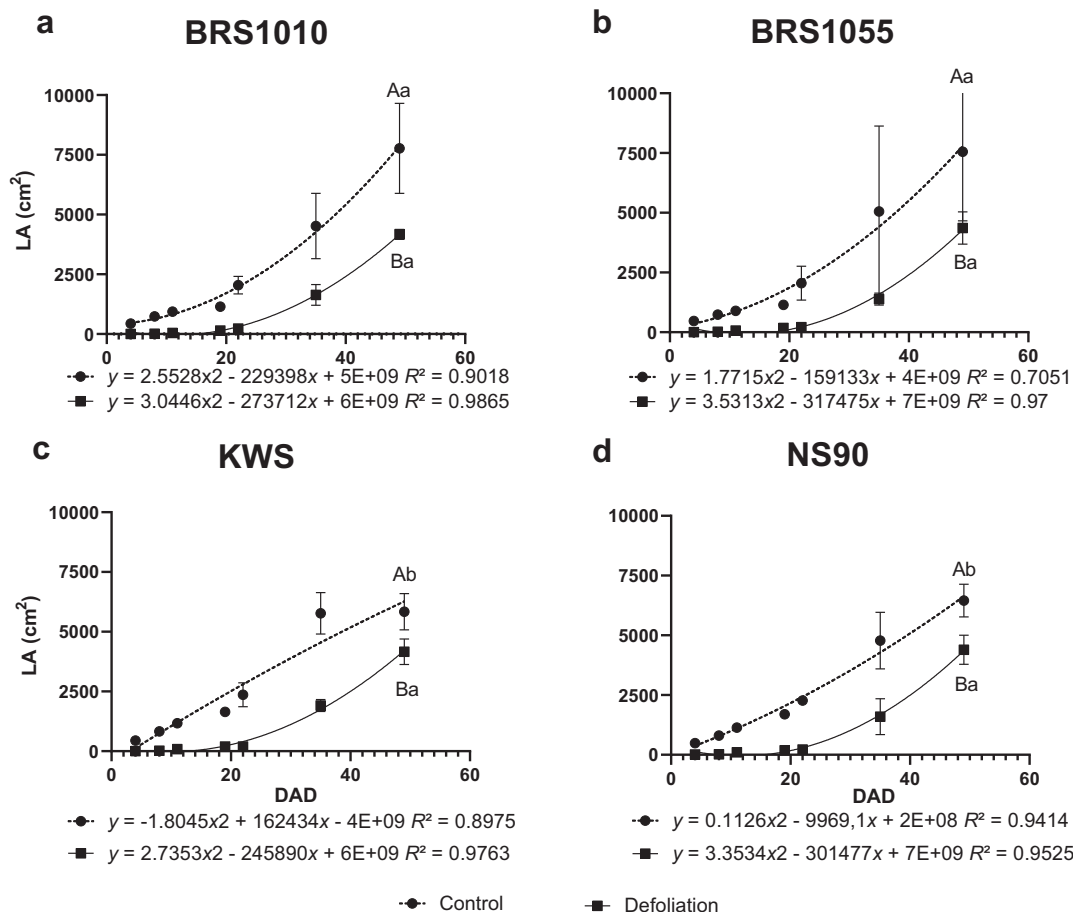 a
BRS1010
10000
7500
5000
2500
0
LA (cm²)
Aa
Ba
0 20 40 60
y = 2.5528x2 - 229398x + 5E+09 R² = 0.9018
y = 3.0446x2 - 273712x + 6E+09 R² = 0.9865
b
BRS1055
10000
7500
5000
2500
0
Aa
Ba
0 20 40 60
y = 1.7715x2 - 159133x + 4E+09 R² = 0.7051
y = 3.5313x2 - 317475x + 7E+09 R² = 0.97
c
KWS
10000
7500
5000
2500
0
LA (cm²)
Ab
Ba
0 20 40 60
DAD
y = -1.8045x2 + 162434x - 4E+09 R² = 0.8975
y = 2.7353x2 - 245890x + 6E+09 R² = 0.9763
d
NS90
10000
7500
5000
2500
0
Ab
Ba
0 20 40 60
DAD
y = 0.1126x2 - 9969,1x + 2E+08 R² = 0.9414
y = 3.3534x2 - 301477x + 7E+09 R² = 0.9525
Control
Defoliation